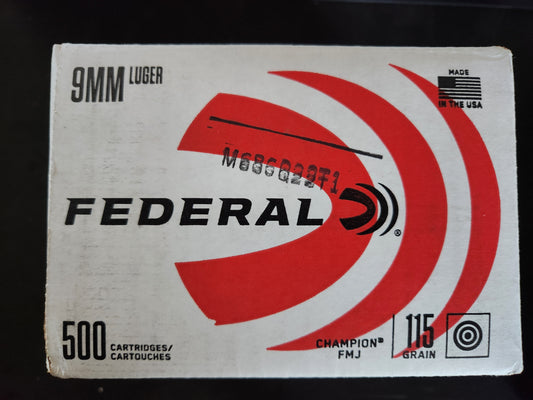 9MM LUGER
MADE
IN THE USA
FEDERAL®
500 CARTRIDGES/
CARTOUCHES
CHAMPION®
FMJ
115
GRAIN